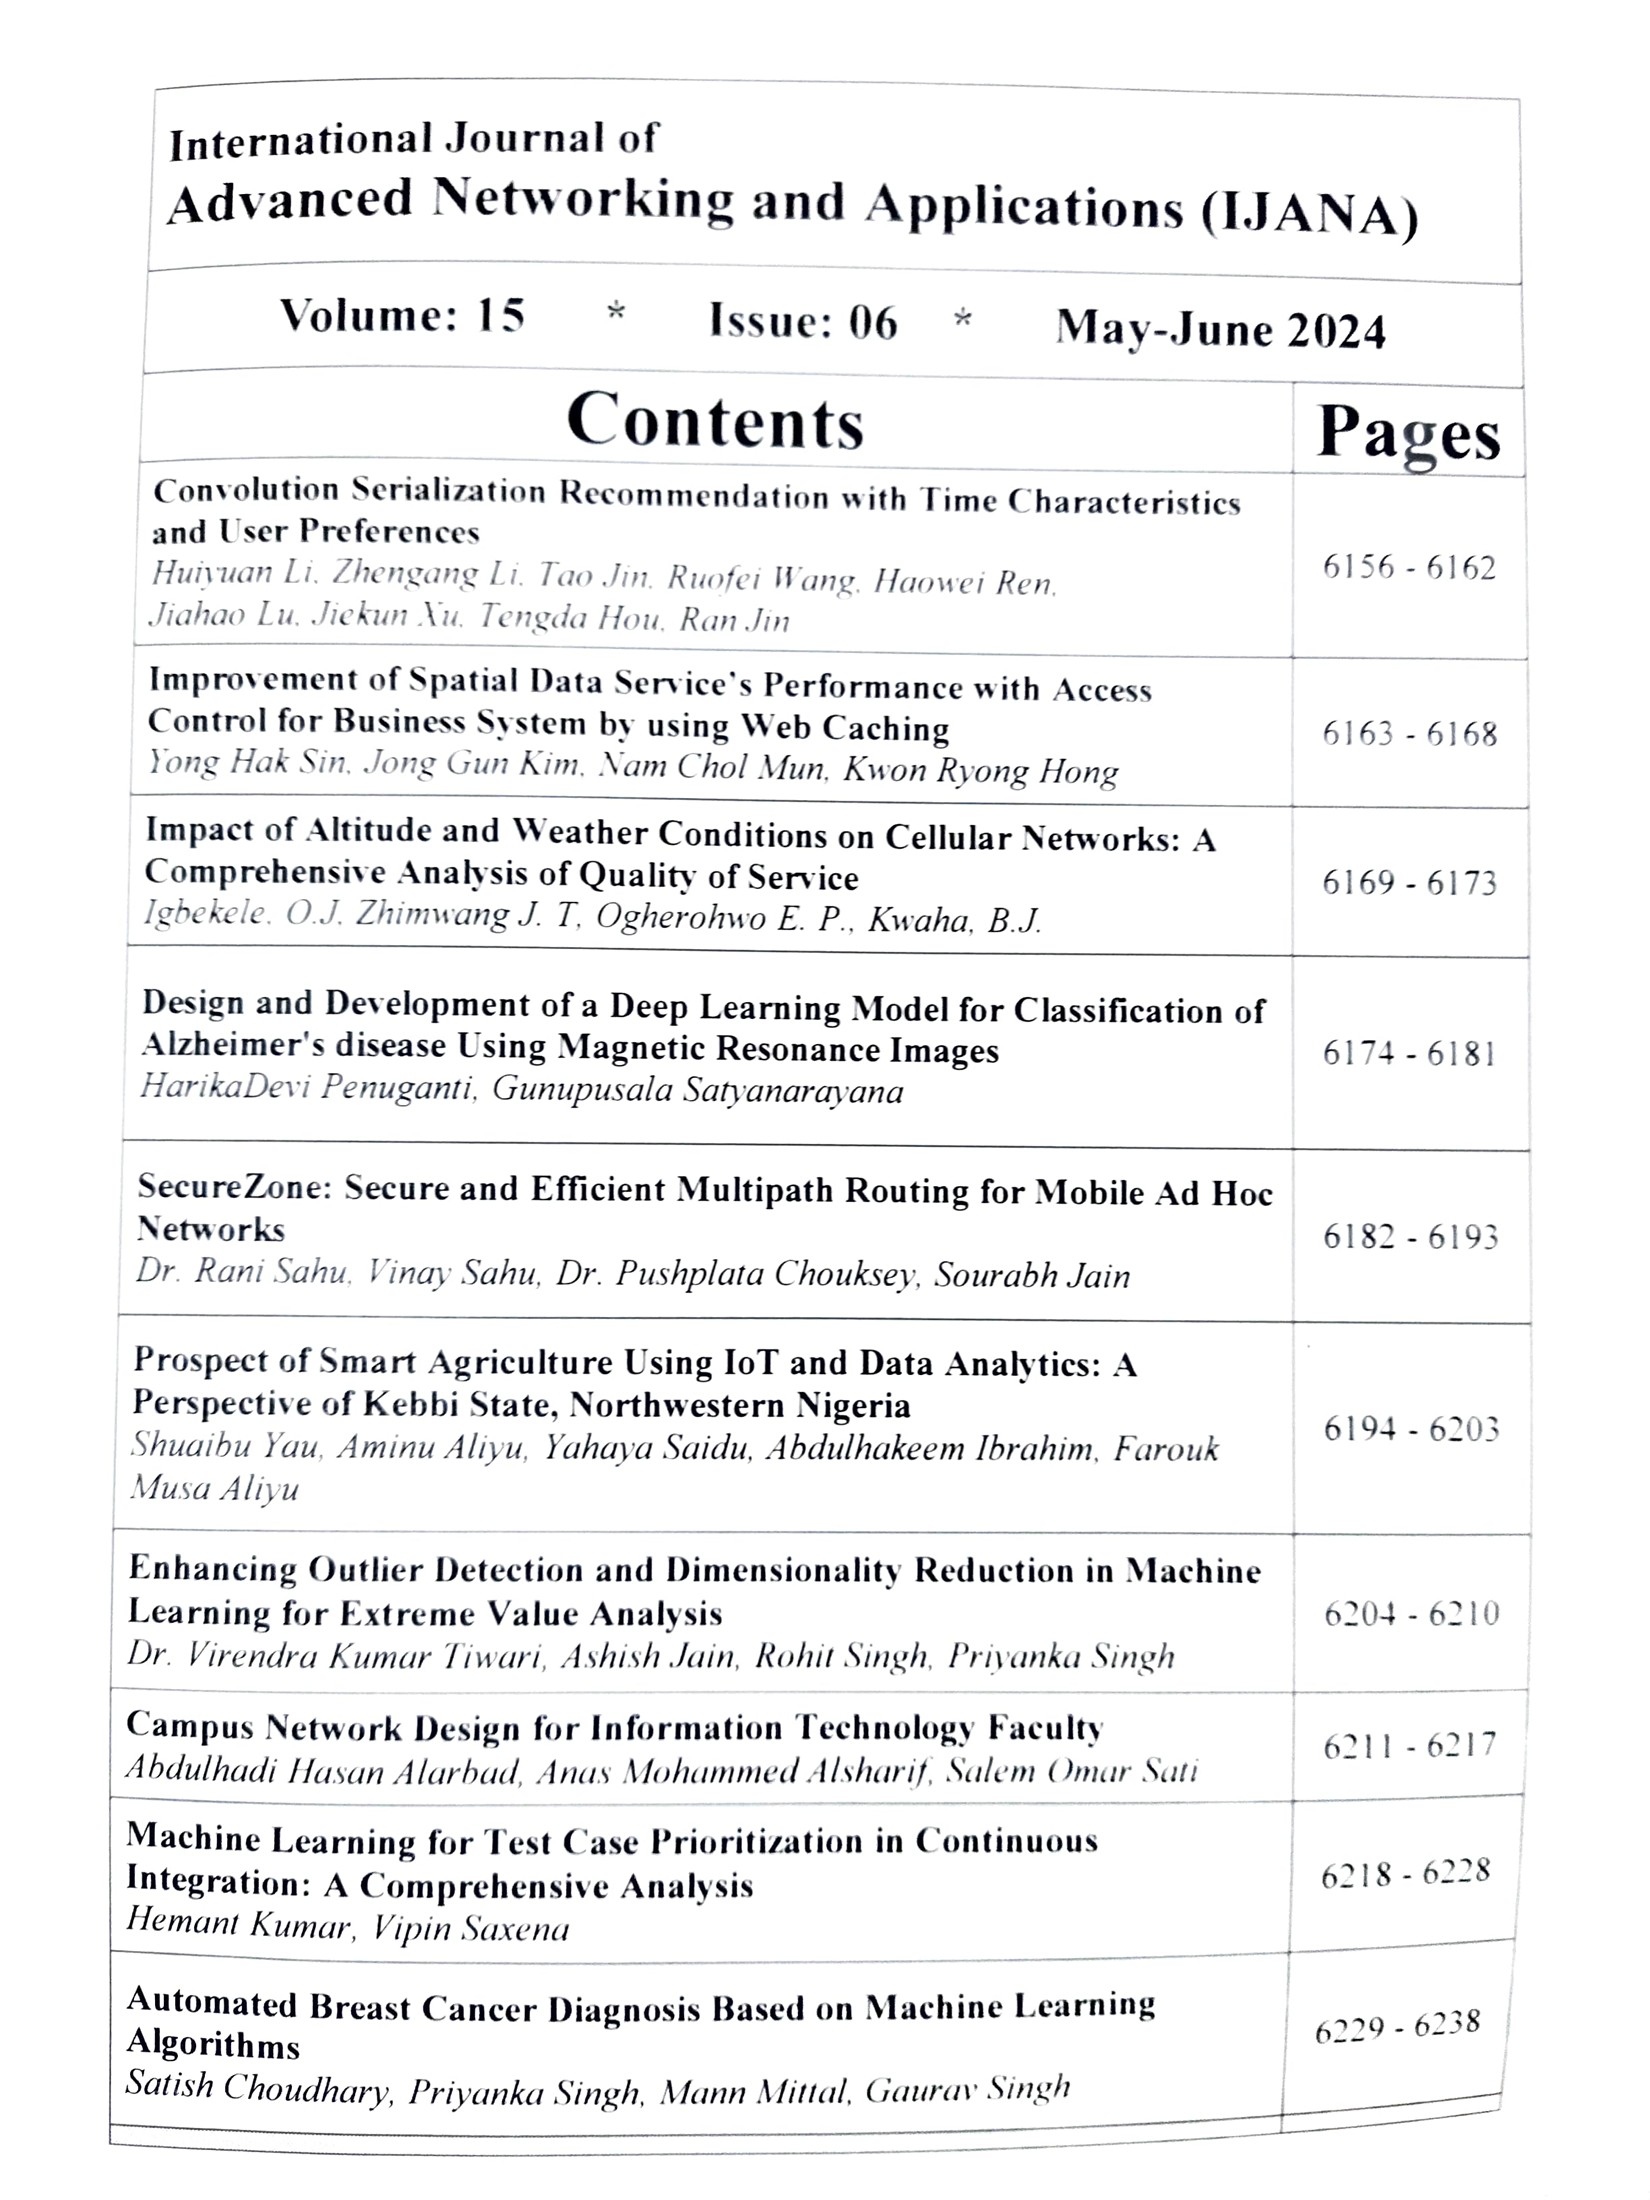 International Journal of
Advanced Networking and Applications (IJANA)
Volume: 15 * Issue: 06 * May-June 2024
Contents Pages
Convolution Serialization Recommendation with Time Characteristics
and User Preferences
Huiyuan Li, Zhengang Li, Tao Jin, Ruofei Wang, Haowei Ren,
Jiahao Lu, Jiekun Xu, Tengda Hou, Ran Jin
6156 - 6162
Improvement of Spatial Data Service's Performance with Access
Control for Business System by using Web Caching
Yong Hak Sin, Jong Gun Kim, Nam Chol Mun, Kwon Ryong Hong
6163 - 6168
Impact of Altitude and Weather Conditions on Cellular Networks: A
Comprehensive Analysis of Quality of Service
Igbekele, O.J, Zhimwang J. T, Ogherohwo E. P., Kwaha, B.J.
6169 - 6173
Design and Development of a Deep Learning Model for Classification of
Alzheimer's disease Using Magnetic Resonance Images
HarikaDevi Penuganti, Gunupusala Satyanarayana
6174 - 6181
SecureZone: Secure and Efficient Multipath Routing for Mobile Ad Hoc
Networks
Dr. Rani Sahu, Vinay Sahu, Dr. Pushplata Chouksey, Sourabh Jain
6182 - 6193
Prospect of Smart Agriculture Using IoT and Data Analytics: A
Perspective of Kebbi State, Northwestern Nigeria
Shuaibu Yau, Aminu Aliyu, Yahaya Saidu, Abdulhakeem Ibrahim, Farouk
Musa Aliyu
6194 - 6203
Enhancing Outlier Detection and Dimensionality Reduction in Machine
Learning for Extreme Value Analysis
Dr. Virendra Kumar Tiwari, Ashish Jain, Rohit Singh, Priyanka Singh
6204 - 6210
Campus Network Design for Information Technology Faculty
Abdulhadi Hasan Alarbad, Anas Mohammed Alsharif, Salem Omar Sati
6211 - 6217
Machine Learning for Test Case Prioritization in Continuous
Integration: A Comprehensive Analysis
Hemant Kumar, Vipin Saxena
6218 - 6228
Automated Breast Cancer Diagnosis Based on Machine Learning
Algorithms
Satish Choudhary, Priyanka Singh, Mann Mittal, Gaurav Singh
6229 - 6238